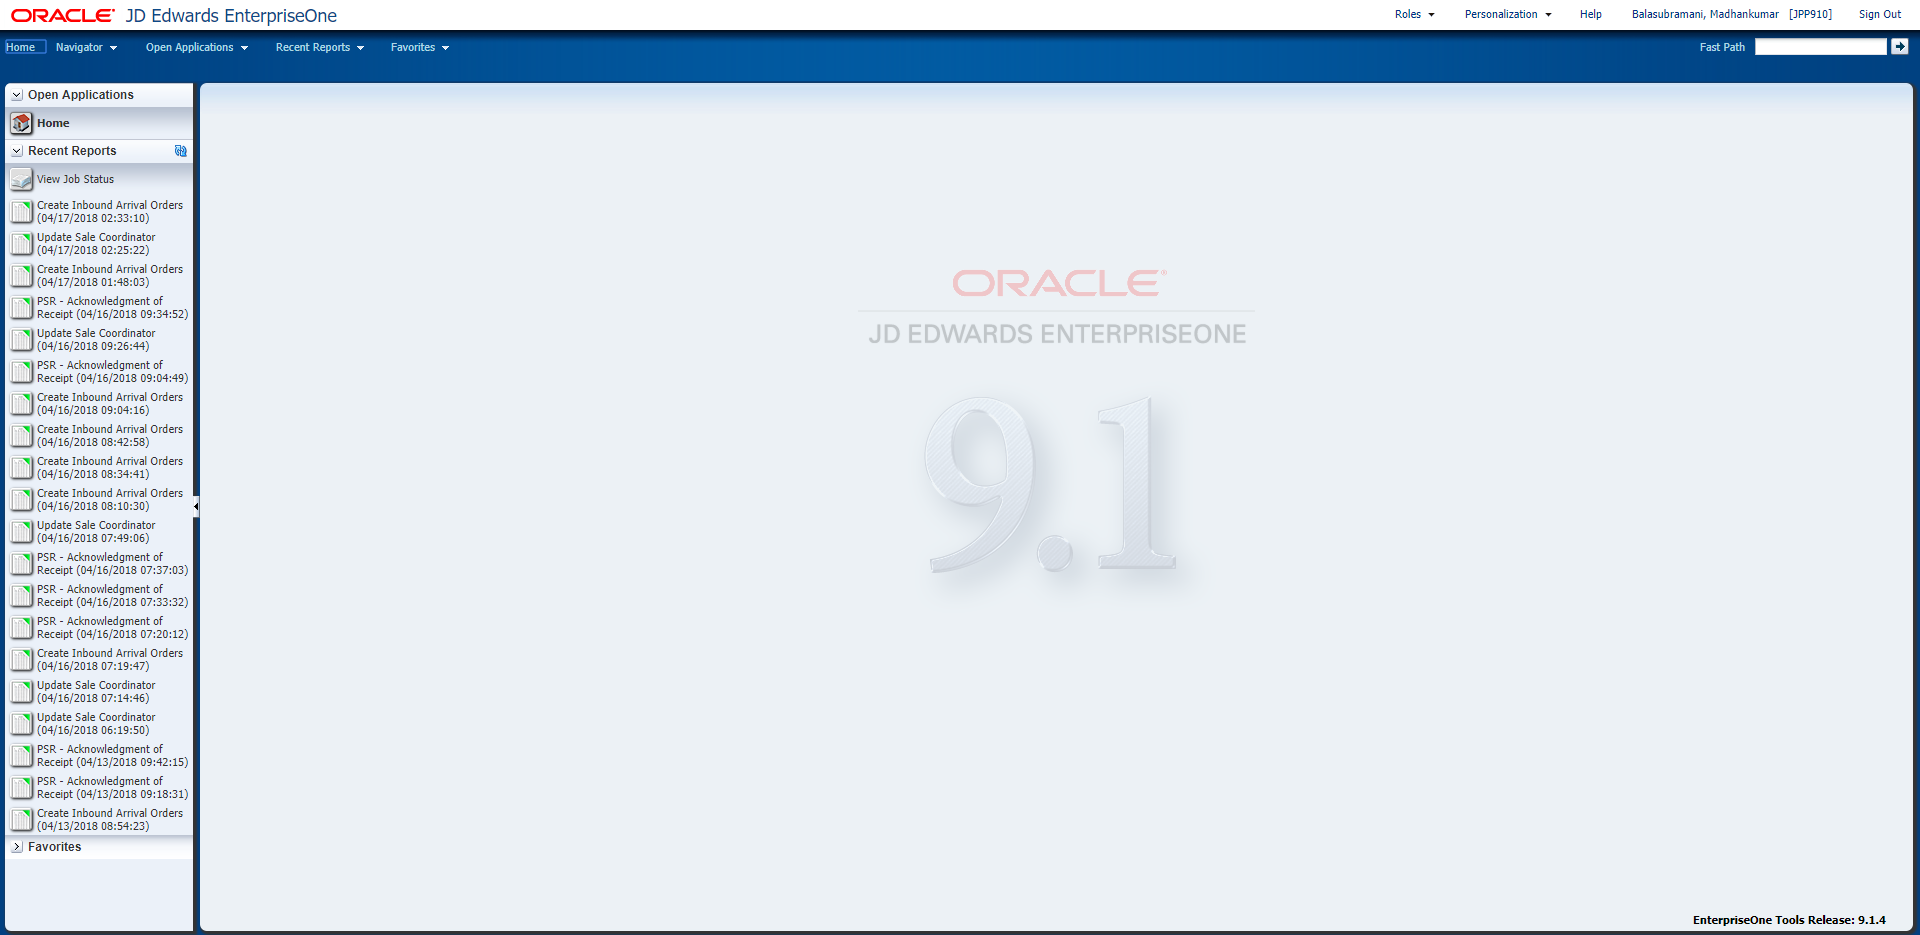 ORACLE JD Edwards EnterpriseOne
Roles Personalization Help Balasubramani, Madhankumar [JPP910] Sign Out
Home Navigator Open Applications Recent Reports Favorites
Fast Path
Open Applications
Home
Recent Reports
View Job Status
Create Inbound Arrival Orders
(04/17/2018 02:33:10)
Update Sale Coordinator
(04/17/2018 02:25:22)
Create Inbound Arrival Orders
(04/17/2018 01:48:03)
PSR - Acknowledgment of
Receipt (04/16/2018 09:34:52)
Update Sale Coordinator
(04/16/2018 09:26:44)
PSR - Acknowledgment of
Receipt (04/16/2018 09:04:49)
Create Inbound Arrival Orders
(04/16/2018 09:04:16)
Create Inbound Arrival Orders
(04/16/2018 08:42:58)
Create Inbound Arrival Orders
(04/16/2018 08:34:41)
Create Inbound Arrival Orders
(04/16/2018 08:10:30)
Update Sale Coordinator
(04/16/2018 07:49:06)
PSR - Acknowledgment of
Receipt (04/16/2018 07:37:03)
PSR - Acknowledgment of
Receipt (04/16/2018 07:33:32)
PSR - Acknowledgment of
Receipt (04/16/2018 07:20:12)
Create Inbound Arrival Orders
(04/16/2018 07:19:47)
Update Sale Coordinator
(04/16/2018 07:14:46)
Update Sale Coordinator
(04/16/2018 06:19:50)
PSR - Acknowledgment of
Receipt (04/13/2018 09:42:15)
PSR - Acknowledgment of
Receipt (04/13/2018 09:18:31)
Create Inbound Arrival Orders
(04/13/2018 08:54:23)
Favorites
ORACLE
JD EDWARDS ENTERPRISEONE
9.1
EnterpriseOne Tools Release: 9.1.4